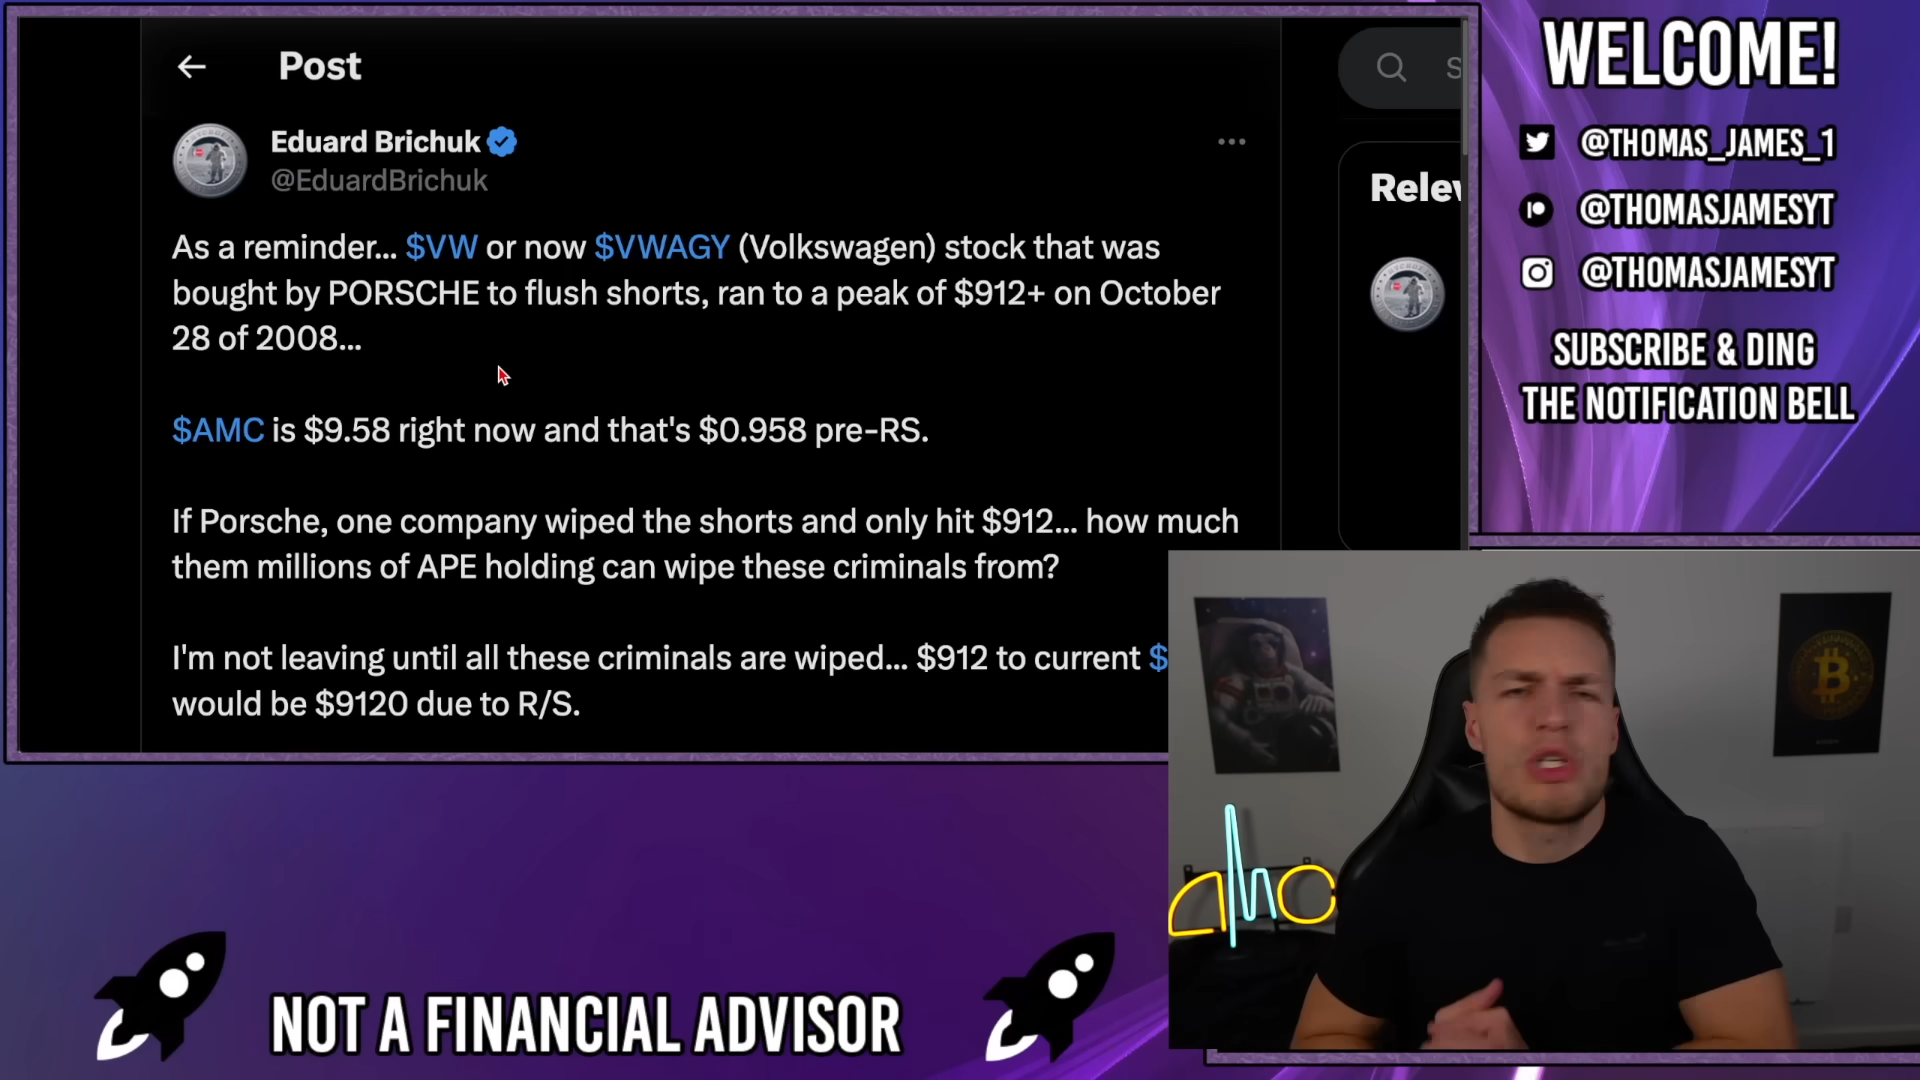 Post
Eduard Brichuk
@EduardBrichuk
As a reminder... $VW or now $VWAGY (Volkswagen) stock that was
bought by PORSCHE to flush shorts, ran to a peak of $912+ on October
28 of 2008...
$AMC is $9.58 right now and that's $0.958 pre-RS.
If Porsche, one company wiped the shorts and only hit $912... how much
them millions of APE holding can wipe these criminals from?
I'm not leaving until all these criminals are wiped... $912 to current $
would be $9120 due to R/S.
S
Relev
WELCOME!
@THOMAS_JAMES_1
@THOMASJAMESYT
@THOMASJAMESYT
SUBSCRIBE & DING
THE NOTIFICATION BELL
NOT A FINANCIAL ADVISOR